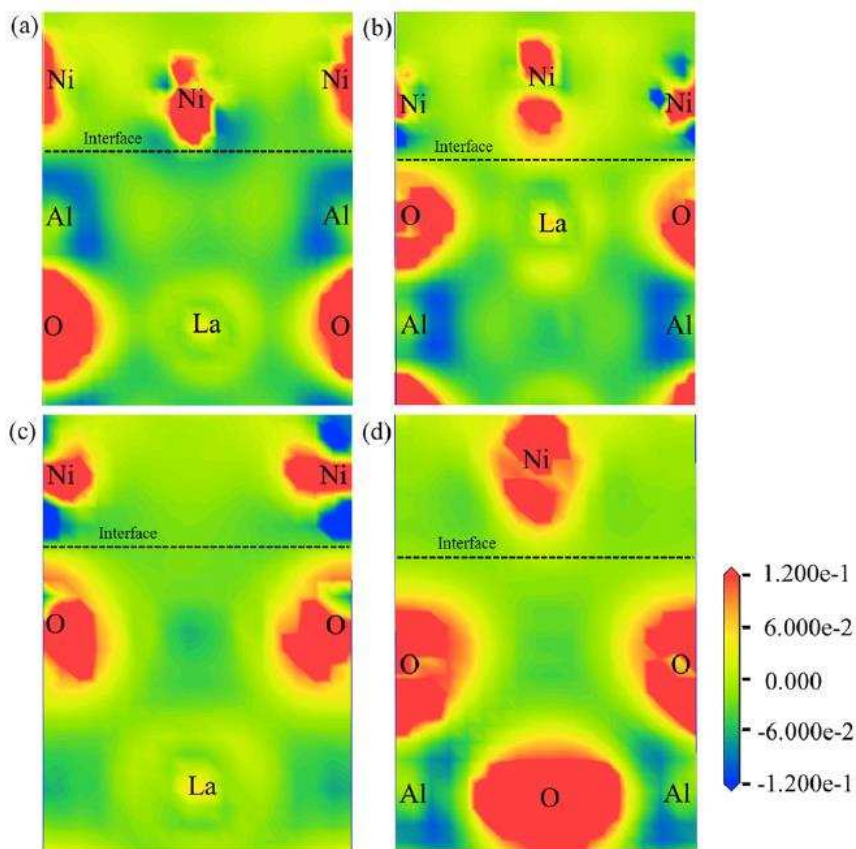 (a)
Ni
Ni
Ni
Interface
Al
Al
O
La
O
(b)
Ni
Ni
Ni
Interface
O
La
O
Al
Al
(c)
Ni
Ni
Interface
O
O
La
(d)
Ni
Interface
O
O
Al
O
Al
1.200e-1
6.000e-2
0.000
-6.000e-2
-1.200e-1